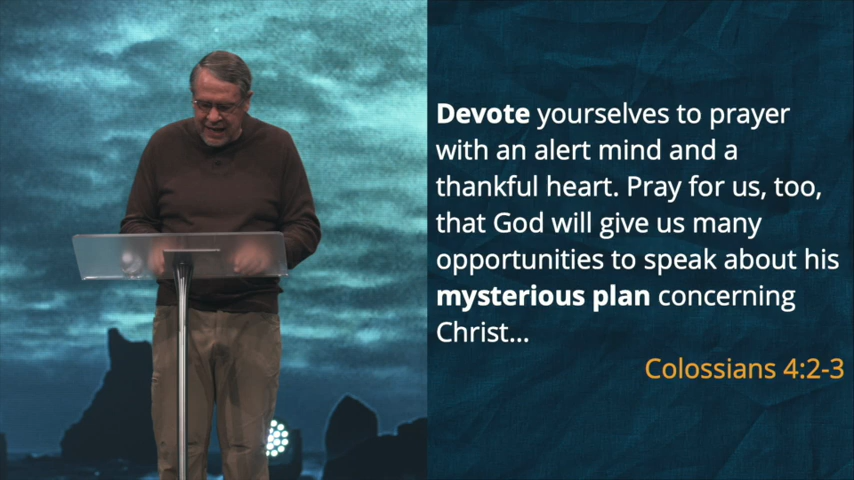 Devote yourselves to prayer
with an alert mind and a
thankful heart. Pray for us, too,
that God will give us many
opportunities to speak about his
mysterious plan concerning
Christ...
Colossians 4:2-3